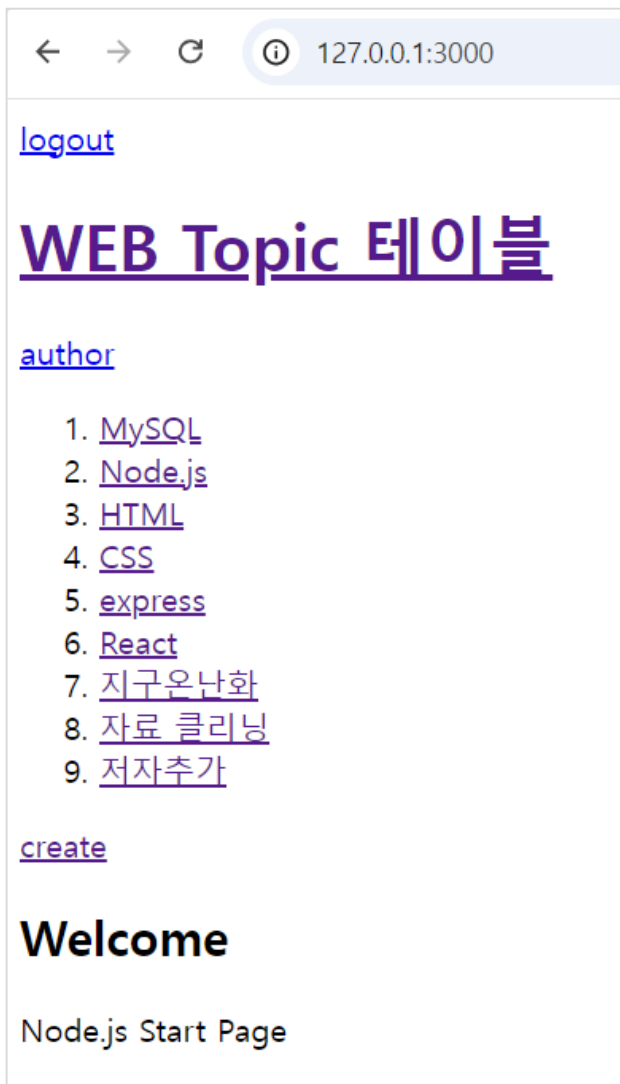 127.0.0.1:3000
logout
WEB Topic 테이블
author
1. MySQL
2. Node.js
3. HTML
4. CSS
5. express
6. React
7. 지구온난화
8. 자료 클리닝
9. 저자추가
create
Welcome
Node.js Start Page